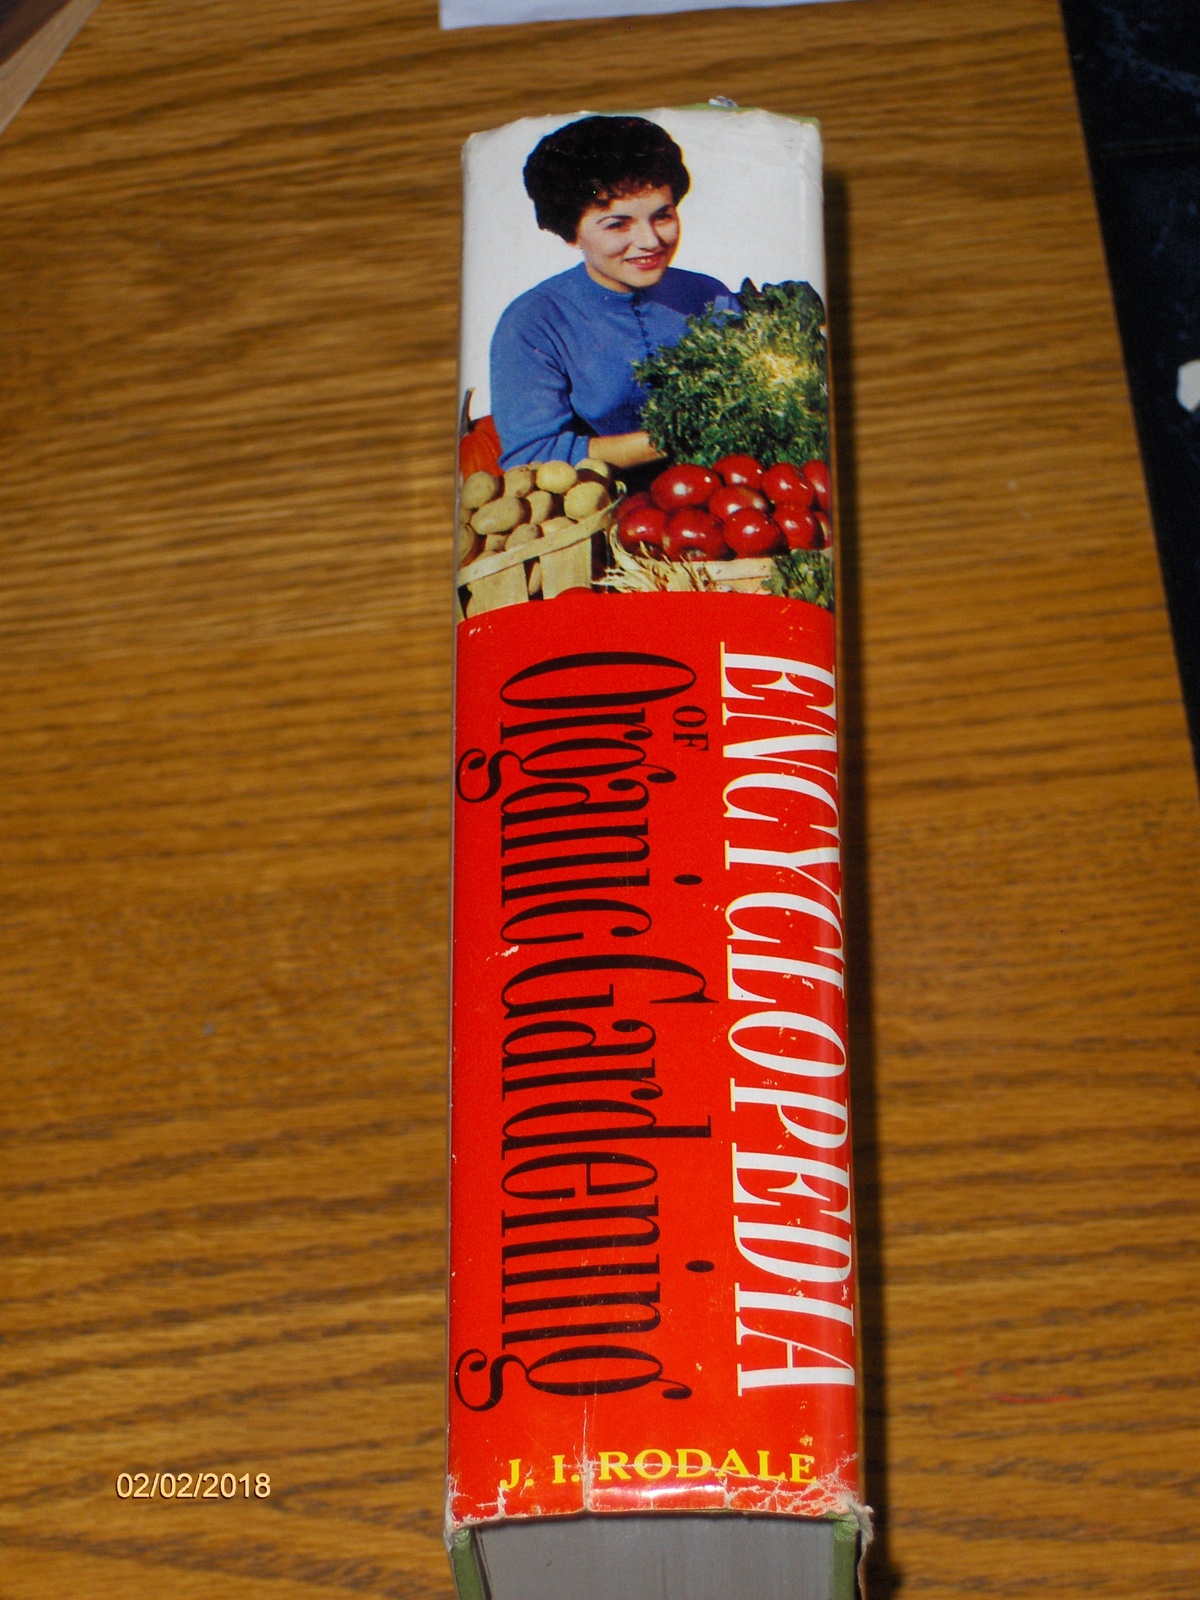 ENCYCLOPEDIA
OF
Organic Gardening
J. I. RODALE
02/02/2018